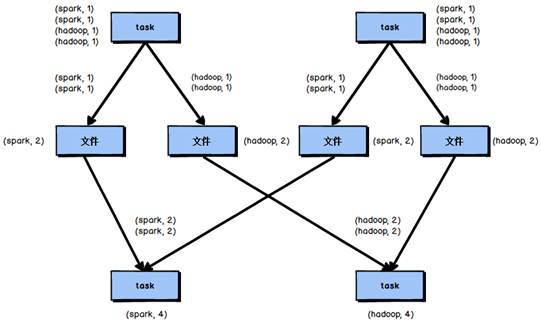 (spark, 1)
(spark, 1)
(hadoop, 1)
(hadoop, 1)
task
(spark, 1)
(spark, 1)
(hadoop, 1)
(hadoop, 1)
task
(spark, 1)
(spark, 1)
(hadoop, 1)
(hadoop, 1)
(spark, 1)
(spark, 1)
(hadoop, 1)
(hadoop, 1)
(spark, 2)
文件
文件
(hadoop, 2)
文件
(spark, 2)
文件
(hadoop, 2)
(spark, 2)
(spark, 2)
(hadoop, 2)
(hadoop, 2)
task
task
(spark, 4)
(hadoop, 4)